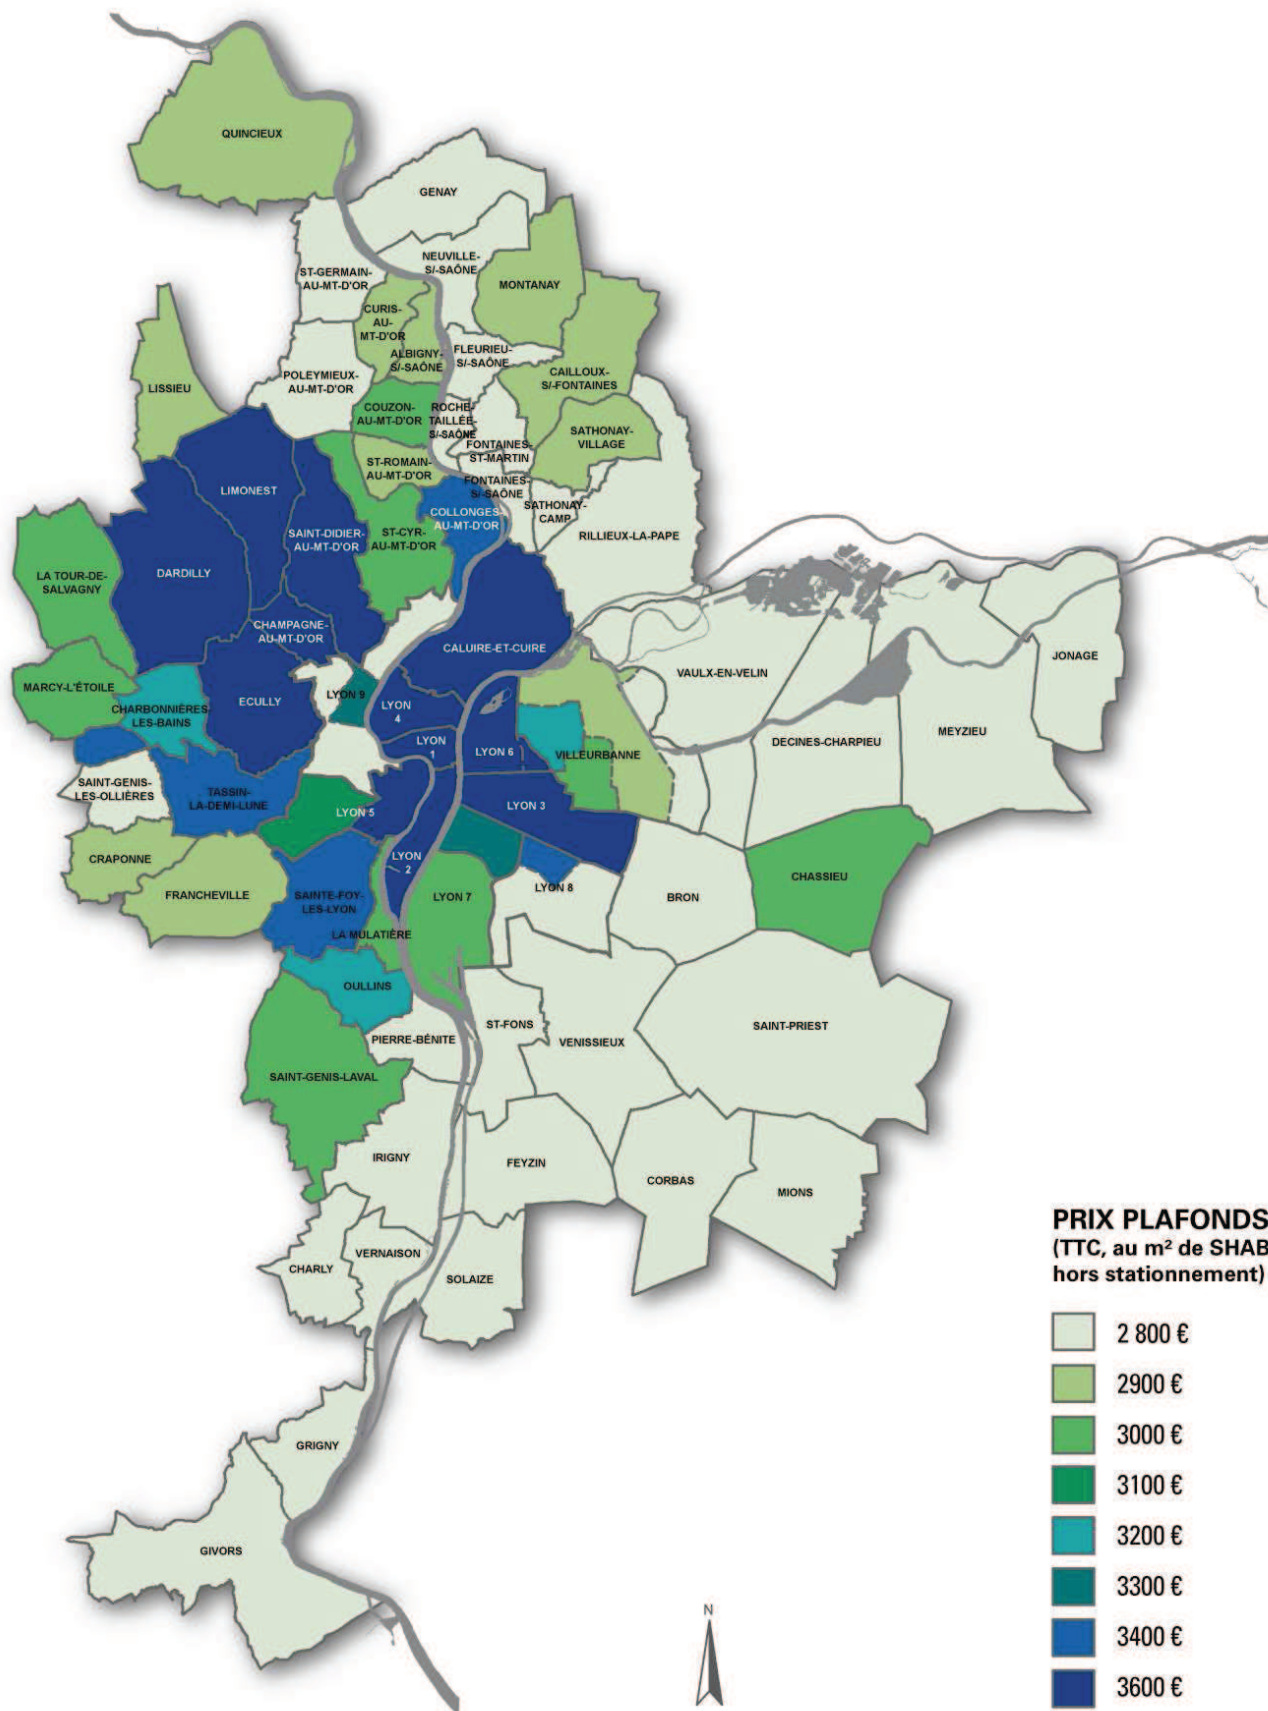 QUINCIEUX
GENAY
NEUVILLE-
S/-SAÔNE
ST-GERMAIN-
AU-MT-D'OR
MONTANAY
CURIS-
AU-
MT-D'OR
ALBIGNY-
S/-SAÔNE
FLEURIEU-
S/-SAÔNE
CAILLOUX-
S/-FONTAINES
LISSIEU
POLEYMIEUX-
AU-MT-D'OR
COUZON-
AU-MT-D'OR
ROCHE-
TAILLÉE-
S/-SAÔNE
SATHONAY-
VILLAGE
FONTAINES-
ST-MARTIN
ST-ROMAIN-
AU-MT-D'OR
FONTAINES-
S/-SAÔNE
LIMONEST
COLLONGES-
AU-MT-D'OR
SATHONAY-
CAMP
RILLIEUX-LA-PAPE
SAINT-DIDIER-
AU-MT-D'OR
ST-CYR-
AU-MT-D'OR
LA TOUR-DE-
SALVAGNY
DARDILLY
CHAMPAGNE-
AU-MT-D'OR
CALUIRE-ET-CUIRE
JONAGE
VAULX-EN-VELIN
MARCY-L'ÉTOILE
ECULLY
LYON 9
LYON
4
CHARBONNIÈRES-
LES-BAINS
MEYZIEU
DECINES-CHARPIEU
LYON
1
LYON 6
VILLEURBANNE
SAINT-GENIS-
LES-OLLIÈRES
TASSIN-
LA-DEMI-LUNE
LYON 5
LYON 3
CRAPONNE
LYON
2
CHASSIEU
FRANCHEVILLE
SAINTE-FOY-
LES-LYON
LYON 7
LYON 8
BRON
LA MULATIÈRE
OULLINS
ST-FONS
SAINT-PRIEST
PIERRE-BÉNITE
VENISSIEUX
SAINT-GENIS-LAVAL
IRIGNY
FEYZIN
CORBAS
MIONS
VERNAISON
CHARLY
SOLAIZE
GRIGNY
GIVORS
N
PRIX PLAFONDS
(TTC, au m² de SHAB
hors stationnement)
2 800 €
2900 €
3000 €
3100 €
3200 €
3300 €
3400 €
3600 €